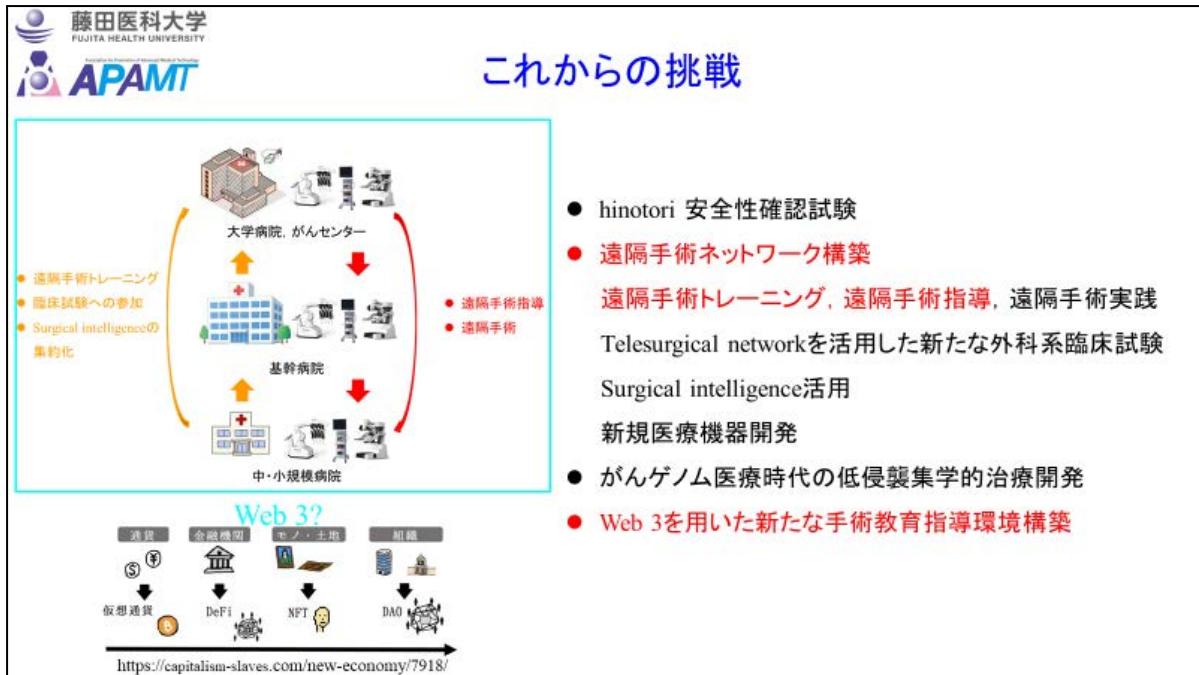 藤田医科大学
FUJITA HEALTH UNIVERSITY
Association for Promotion of Advanced Medical Technology
APAMT
これからの挑戦
大学病院，がんセンター
● 遠隔手術トレーニング
● 臨床試験への参加
● Surgical intelligenceの
集約化
● 遠隔手術指導
● 遠隔手術
基幹病院
中・小規模病院
Web 3?
通貨 金融機関 モノ・土地 組織
仮想通貨 DeFi NFT DAO
https://capitalism-slaves.com/new-economy/7918/
● hinotori 安全性確認試験
● 遠隔手術ネットワーク構築
遠隔手術トレーニング，遠隔手術指導，遠隔手術実践
Telesurgical networkを活用した新たな外科系臨床試験
Surgical intelligence活用
新規医療機器開発
● がんゲノム医療時代の低侵襲集学的治療開発
● Web 3を用いた新たな手術教育指導環境構築